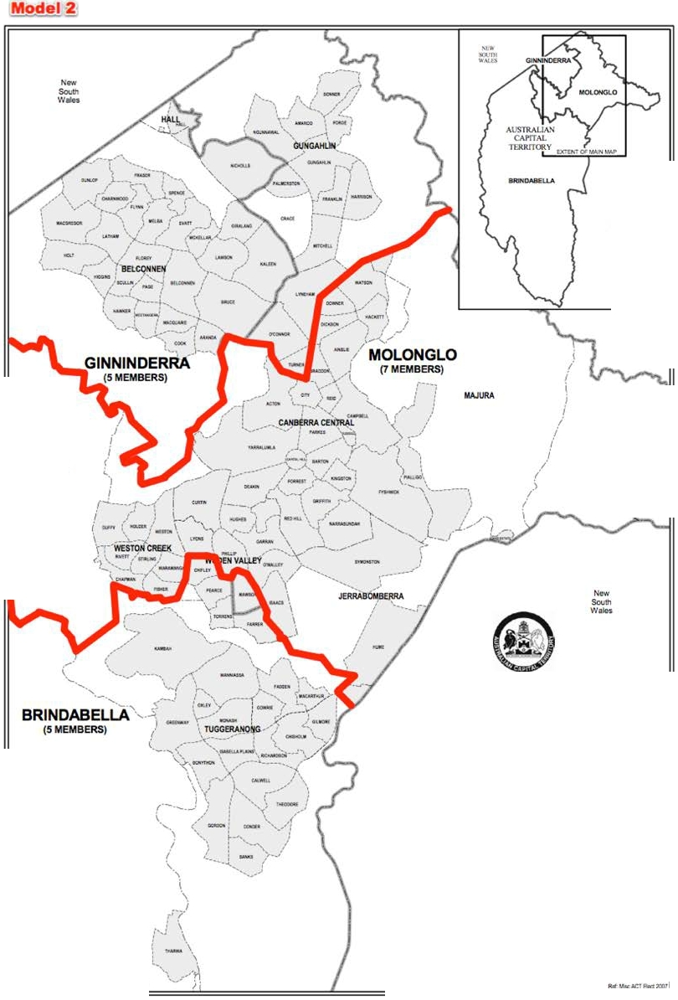 Model 2
New
South
Wales
NEW
SOUTH
WALES
GINNINDERRA
MOLONGLO
AUSTRALIAN
CAPITAL
TERRITORY
EXTENT OF MAIN MAP
BRINDABELLA
BONNER
HALL
HALL
AMAROO
FORDE
NGUNNAWAL
GUNGAHLIN
GUNGAHLIN
NICHOLLS
PALMERSTON
FRANKLIN
HARRISON
CRACE
MITCHELL
DUNLOP
FRASER
SPENCE
CHARNWOOD
FLYNN
MACGREGOR
MELBA
EVATT
GIRALANG
LATHAM
MCKELLAR
HOLT
FLOREY
LAWSON
KALEEN
BELCONNEN
HIGGINS
SCULLIN
PAGE
BELCONNEN
BRUCE
HAWKER
WEETANGERA
MACQUARIE
COOK
ARANDA
LYNEHAM
WATSON
DOWNER
HACKETT
DICKSON
O'CONNOR
AINSLIE
TURNER
BRADDON
GINNINDERRA
(5 MEMBERS)
MOLONGLO
(7 MEMBERS)
MAJURA
CITY
REID
ACTON
CAMPBELL
CANBERRA CENTRAL
PARKES
YARRALUMLA
CAPITAL HILL
BARTON
FORREST
KINGSTON
DEAKIN
FYSHWICK
PIALLIGO
GRIFFITH
CURTIN
HUGHES
RED HILL
NARRABUNDAH
DUFFY
HOLDER
WESTON
LYONS
GARRAN
WESTON CREEK
PHILLIP
WODEN VALLEY
RIVETT
STIRLING
WARAMANGA
CHIFLEY
O'MALLEY
SYMONSTON
CHAPMAN
FISHER
PEARCE
MAWSON
ISAACS
JERRABOMBERRA
TORRENS
FARRER
New
South
Wales
AUSTRALIAN CAPITAL TERRITORY
HUME
KAMBAH
WANNIASSA
FADDEN
MACARTHUR
OXLEY
GOWRIE
BRINDABELLA
(5 MEMBERS)
GREENWAY
MONASH
TUGGERANONG
GILMORE
CHISHOLM
ISABELLA PLAINS
RICHARDSON
BONYTHON
CALWELL
THEODORE
GORDON
CONDER
BANKS
THARWA
Ref: Misc ACT Elect 2007